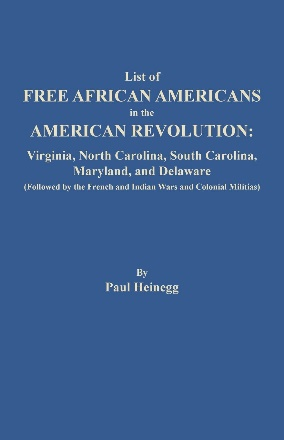 List of
FREE AFRICAN AMERICANS
in the
AMERICAN REVOLUTION:
Virginia, North Carolina, South Carolina,
Maryland, and Delaware
(Followed by the French and Indian Wars and Colonial Militias)
By
Paul Heinegg